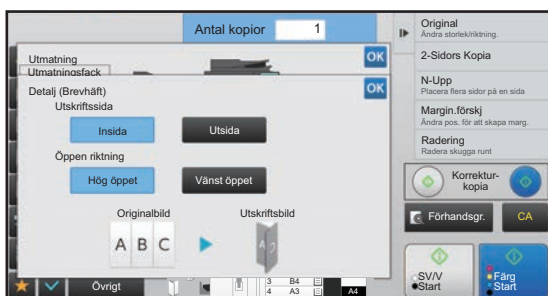 Antal kopior 1
Utmatning
OK
Utmatningsfack
Detalj (Brevhäft)
OK
Utskriftssida
Insida
Utsida
Öppen riktning
Hög öppet
Vänst öppet
Originalbild
Utskriftsbild
A B C
Övrigt
3 B4
4 A3
A4
Original
Ändra storlek/riktning.
2-Sidors Kopia
N-Upp
Placera flera sidor på en sida
Margin.förskj
Ändra pos. för att skapa marg.
Radering
Radera skugga runt
Korrektur-
kopia
Förhandsgr.
CA
SV/V
Start
Färg
Start